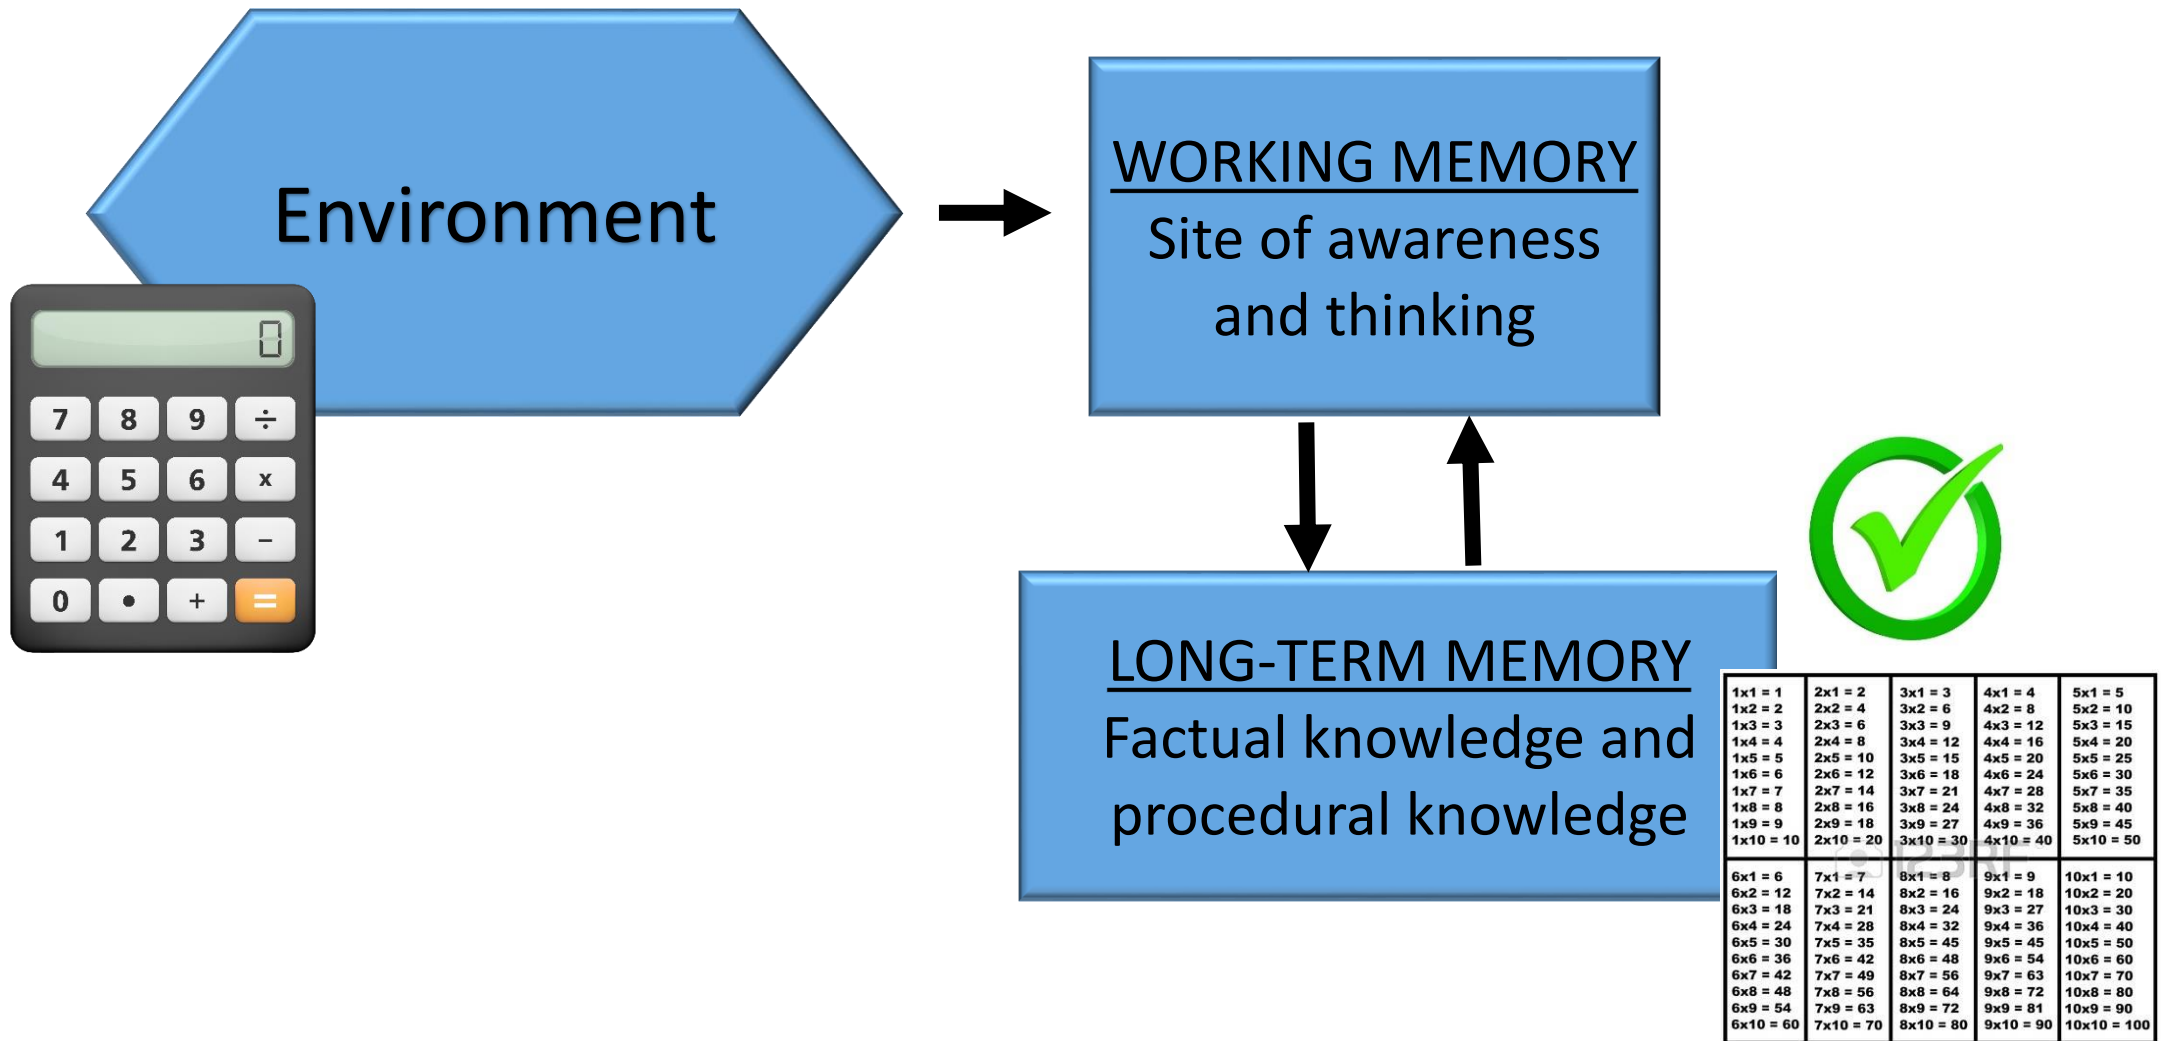 Environment
WORKING MEMORY
Site of awareness
and thinking
0
7 8 9 ÷
4 5 6 x
1 2 3 −
0 • + =
LONG-TERM MEMORY
Factual knowledge and
procedural knowledge
1x1 = 1 2x1 = 2 3x1 = 3 4x1 = 4 5x1 = 5
1x2 = 2 2x2 = 4 3x2 = 6 4x2 = 8 5x2 = 10
1x3 = 3 2x3 = 6 3x3 = 9 4x3 = 12 5x3 = 15
1x4 = 4 2x4 = 8 3x4 = 12 4x4 = 16 5x4 = 20
1x5 = 5 2x5 = 10 3x5 = 15 4x5 = 20 5x5 = 25
1x6 = 6 2x6 = 12 3x6 = 18 4x6 = 24 5x6 = 30
1x7 = 7 2x7 = 14 3x7 = 21 4x7 = 28 5x7 = 35
1x8 = 8 2x8 = 16 3x8 = 24 4x8 = 32 5x8 = 40
1x9 = 9 2x9 = 18 3x9 = 27 4x9 = 36 5x9 = 45
1x10 = 10 2x10 = 20 3x10 = 30 4x10 = 40 5x10 = 50
123RF
6x1 = 6 7x1 = 7 8x1 = 8 9x1 = 9 10x1 = 10
6x2 = 12 7x2 = 14 8x2 = 16 9x2 = 18 10x2 = 20
6x3 = 18 7x3 = 21 8x3 = 24 9x3 = 27 10x3 = 30
6x4 = 24 7x4 = 28 8x4 = 32 9x4 = 36 10x4 = 40
6x5 = 30 7x5 = 35 8x5 = 45 9x5 = 45 10x5 = 50
6x6 = 36 7x6 = 42 8x6 = 48 9x6 = 54 10x6 = 60
6x7 = 42 7x7 = 49 8x7 = 56 9x7 = 63 10x7 = 70
6x8 = 48 7x8 = 56 8x8 = 64 9x8 = 72 10x8 = 80
6x9 = 54 7x9 = 63 8x9 = 72 9x9 = 81 10x9 = 90
6x10 = 60 7x10 = 70 8x10 = 80 9x10 = 90 10x10 = 100